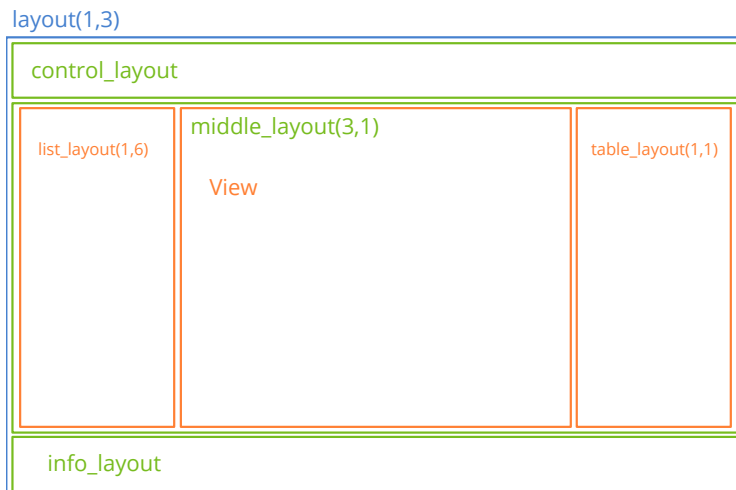 layout(1,3)
control_layout
middle_layout(3,1)
list_layout(1,6)
View
table_layout(1,1)
info_layout